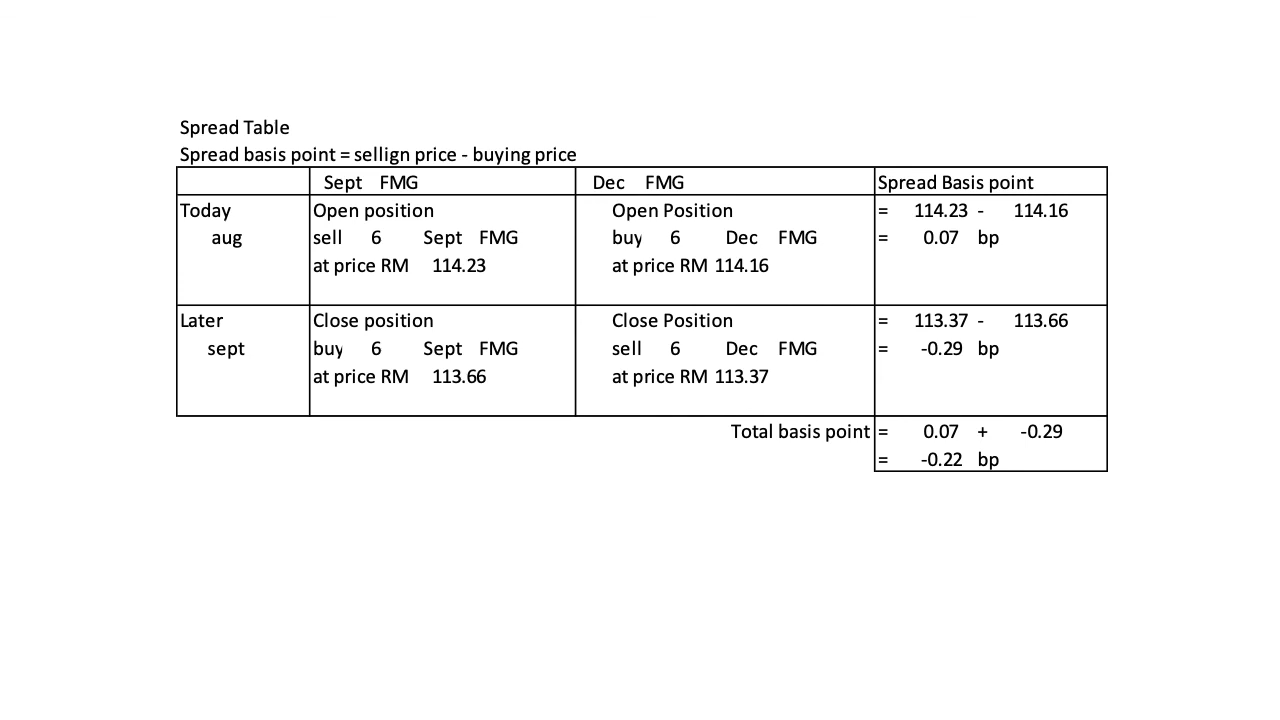 Spread Table
Spread basis point = sellign price - buying price
Sept FMG Dec FMG Spread Basis point
Today Open position Open Position = 114.23 - 114.16
aug sell 6 Sept FMG buy 6 Dec FMG = 0.07 bp
at price RM 114.23 at price RM 114.16
Later Close position Close Position = 113.37 - 113.66
sept buy 6 Sept FMG sell 6 Dec FMG = -0.29 bp
at price RM 113.66 at price RM 113.37
Total basis point = 0.07 + -0.29
= -0.22 bp